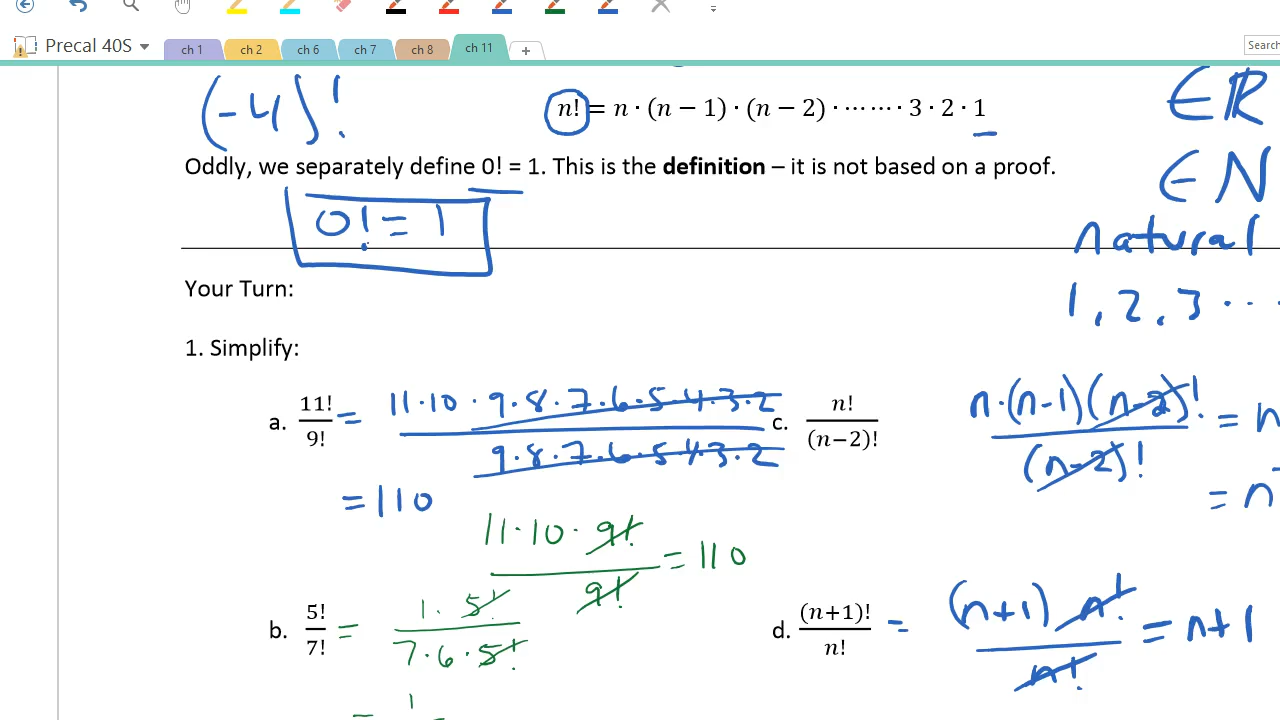 Precal 40S ch 1 ch 2 ch 6 ch 7 ch 8 ch 11 + Search
(-4)!
n! = n · (n − 1) · (n − 2) · ⋯⋯ · 3 · 2 · 1
∈ ℝ
Oddly, we separately define 0! = 1. This is the definition – it is not based on a proof.
∈ N
0! = 1
natural
Your Turn:
1, 2, 3 ...
1. Simplify:
a. 11!/9! = 11·10·9·8·7·6·5·4·3·2 / 9·8·7·6·5·4·3·2
= 110
11·10·9! / 9! = 110
c. n!/(n−2)! n·(n-1)(n-2)! / (n-2)! = n
= n
b. 5!/7! = 1·5! / 7·6·5!
= 1
d. (n+1)!/n! = (n+1) n! / n! = n+1